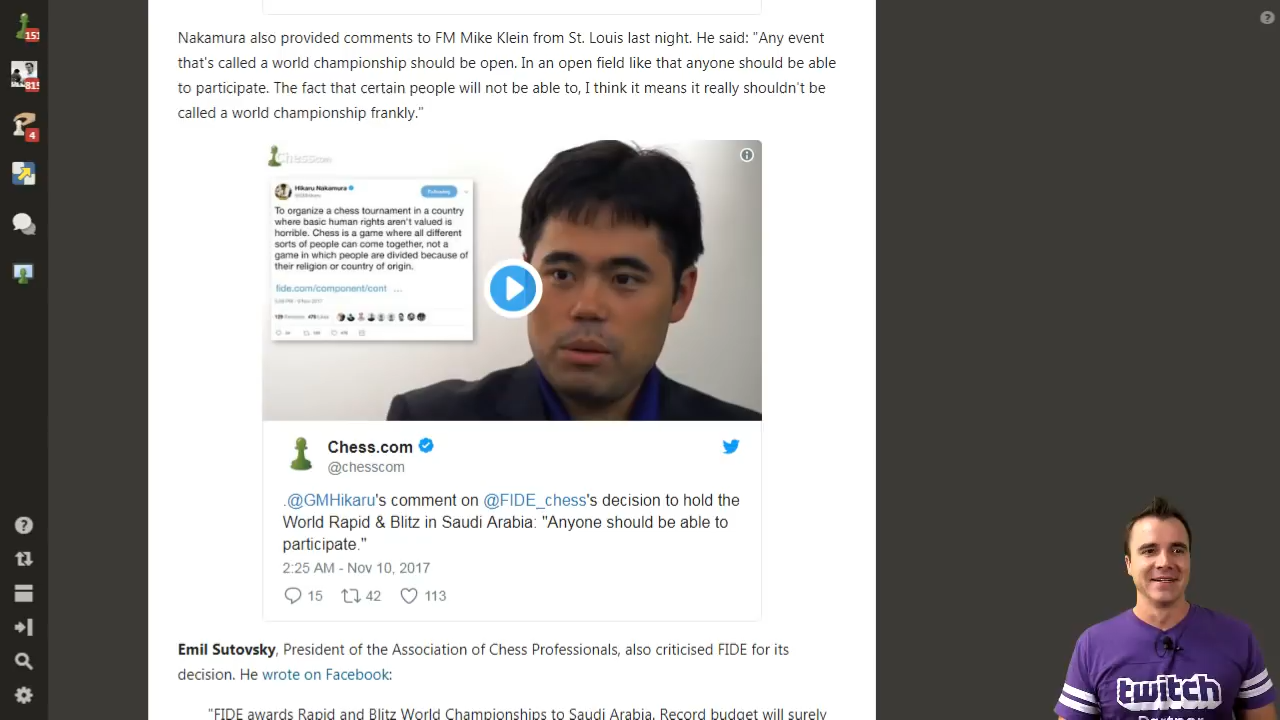 151
Nakamura also provided comments to FM Mike Klein from St. Louis last night. He said: "Any event
815
that's called a world championship should be open. In an open field like that anyone should be able
to participate. The fact that certain people will not be able to, I think it means it really shouldn't be
called a world championship frankly."
4
Chesscom
Hikaru Nakamura
Following
To organize a chess tournament in a country
where basic human rights aren't valued is
horrible. Chess is a game where all different
sorts of people can come together, not a
game in which people are divided because of
their religion or country of origin.
fide.com/component/cont ...
Chess.com
@chesscom
.@GMHikaru's comment on @FIDE_chess's decision to hold the
World Rapid & Blitz in Saudi Arabia: "Anyone should be able to
participate."
2:25 AM - Nov 10, 2017
15 42 113
Emil Sutovsky, President of the Association of Chess Professionals, also criticised FIDE for its
decision. He wrote on Facebook:
"FIDE awards Rapid and Blitz World Championships to Saudi Arabia. Record budget will surely
twitch
Partner